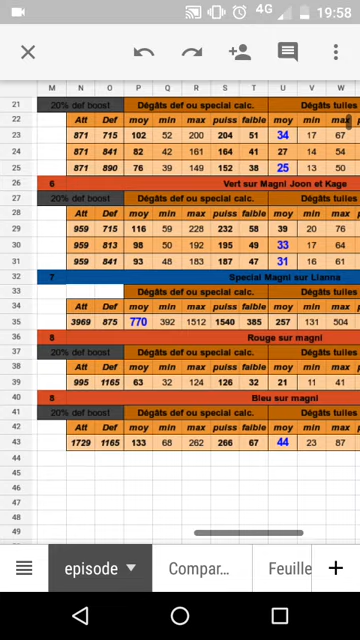 4G 19:58
M N O P Q R S T U V W
21 20% def boost Dégâts def ou special calc. Dégâts tuiles
22 Att Def moy min max puiss faible moy min max
23 871 715 102 52 200 204 51 34 17 67
24 871 841 82 42 161 164 41 27 14 54
25 871 890 76 39 149 152 38 25 13 50
26 6 Vert sur Magni Joon et Kage
27 20% def boost Dégâts def ou special calc. Dégâts tuiles
28 Att Def moy min max puiss faible moy min max
29 959 715 116 59 228 232 58 39 20 76
30 959 813 98 50 192 195 49 33 17 64
31 959 841 93 48 183 187 47 31 16 61
32 7 Special Magni sur Lianna
33 Dégâts def ou special calc. Dégâts tuiles
34 Att Def moy min max puiss faible moy min max
35 3969 875 770 392 1512 1540 385 257 131 504
36 8 Rouge sur magni
37 20% def boost Dégâts def ou special calc. Dégâts tuiles
38 Att Def moy min max puiss faible moy min max
39 995 1165 63 32 124 126 32 21 11 41
40 8 Bleu sur magni
41 20% def boost Dégâts def ou special calc. Dégâts tuiles
42 Att Def moy min max puiss faible moy min max
43 1729 1165 133 68 262 266 67 44 23 87
44
45
46
47
48
49
episode Compar... Feuille